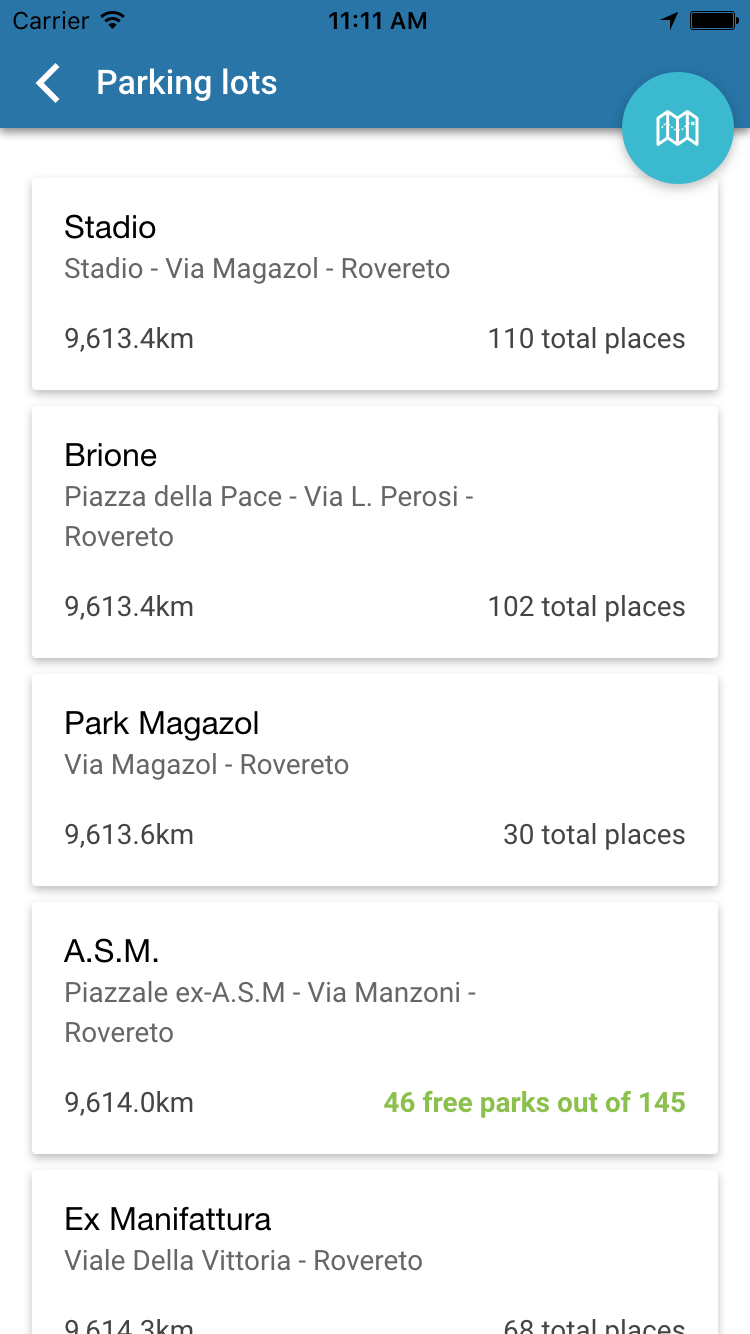 Carrier 11:11 AM
Parking lots
Stadio
Stadio - Via Magazol - Rovereto
9,613.4km 110 total places
Brione
Piazza della Pace - Via L. Perosi -
Rovereto
9,613.4km 102 total places
Park Magazol
Via Magazol - Rovereto
9,613.6km 30 total places
A.S.M.
Piazzale ex-A.S.M - Via Manzoni -
Rovereto
9,614.0km 46 free parks out of 145
Ex Manifattura
Viale Della Vittoria - Rovereto
9,614.3km 68 total places